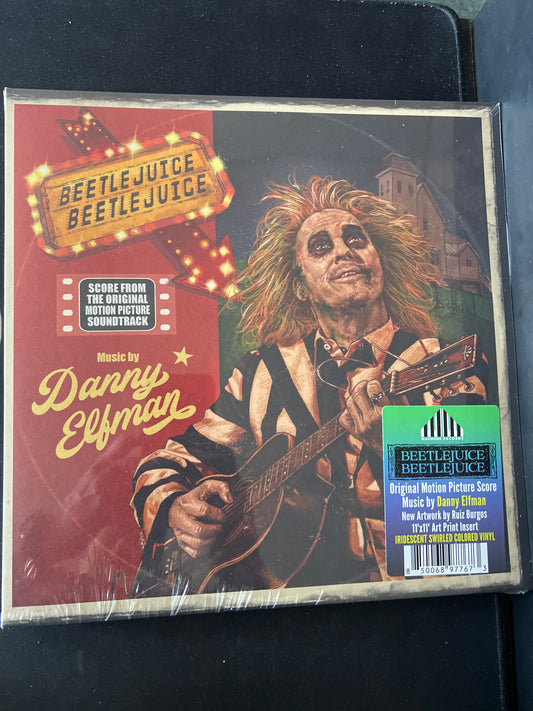 BEETLEJUICE
BEETLEJUICE
SCORE FROM
THE ORIGINAL
MOTION PICTURE
SOUNDTRACK
Music by
Danny
Elfman
WAXWORK RECORDS
BEETLEJUICE
BEETLEJUICE
Original Motion Picture Score
Music by Danny Elfman
New Artwork by Ruiz Burgos
11"x11" Art Print Insert
IRIDESCENT SWIRLED COLORED VINYL
8 50068 97767 3